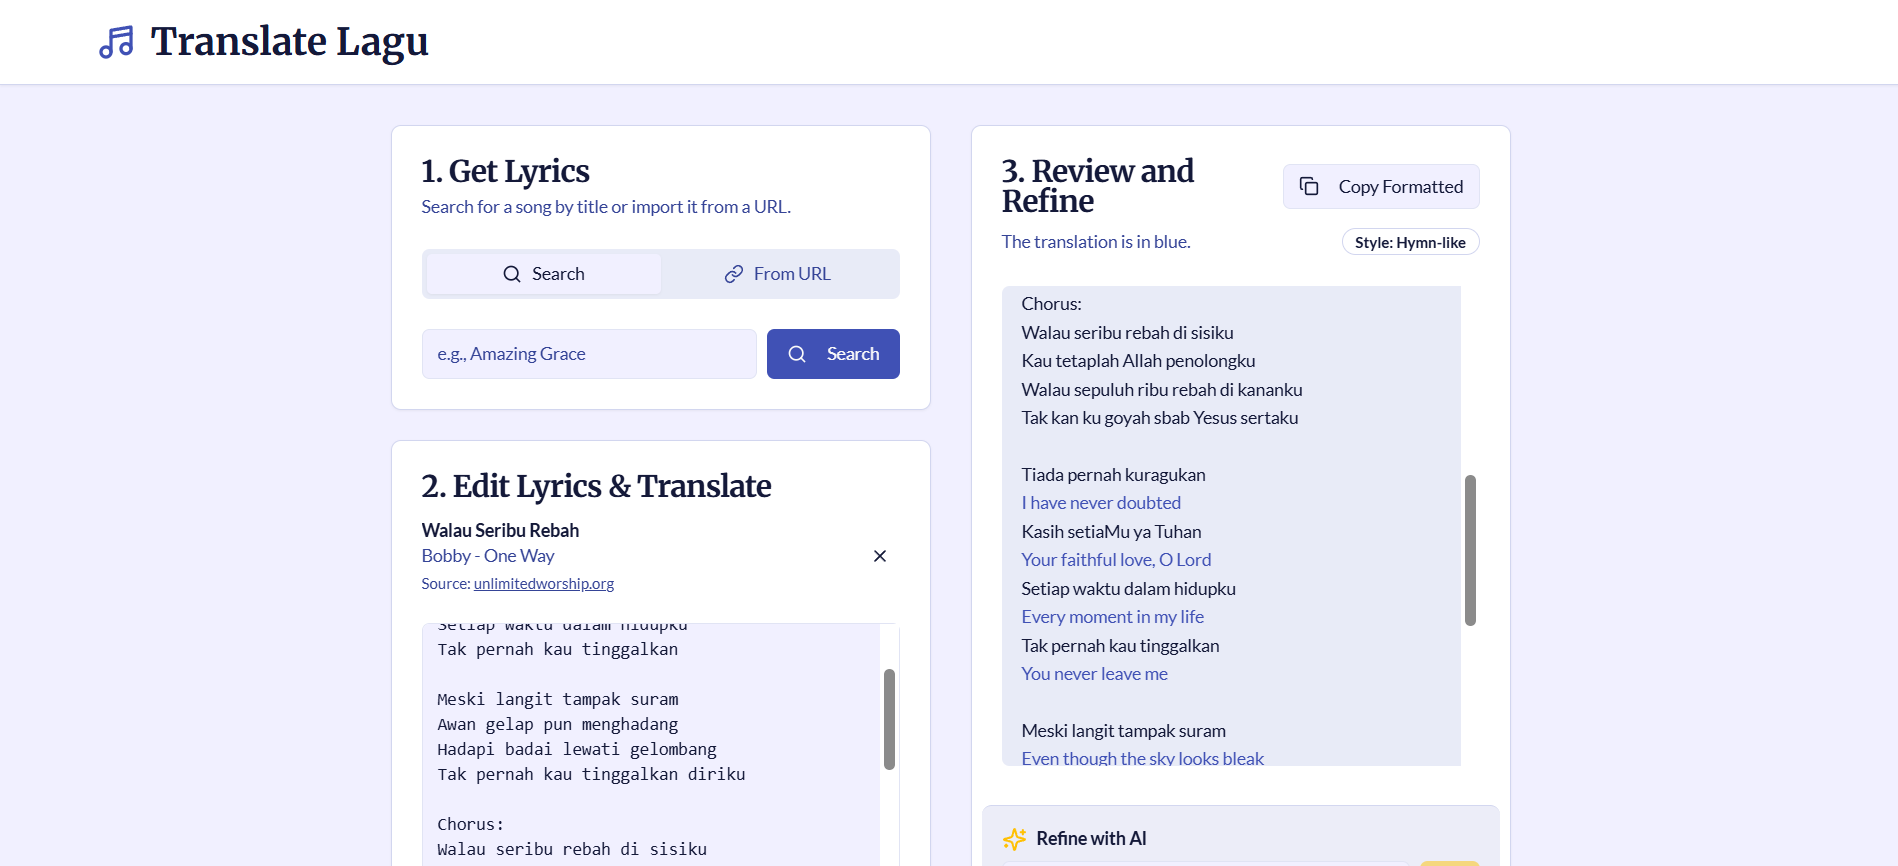 Translate Lagu
1. Get Lyrics
Search for a song by title or import it from a URL.
Search
From URL
e.g., Amazing Grace
Search
2. Edit Lyrics & Translate
Walau Seribu Rebah
Bobby - One Way
Source: unlimitedworship.org
Setiap waktu dalam hidupku
Tak pernah kau tinggalkan
Meski langit tampak suram
Awan gelap pun menghadang
Hadapi badai lewati gelombang
Tak pernah kau tinggalkan diriku
Chorus:
Walau seribu rebah di sisiku
3. Review and
Refine
Copy Formatted
The translation is in blue.
Style: Hymn-like
Chorus:
Walau seribu rebah di sisiku
Kau tetaplah Allah penolongku
Walau sepuluh ribu rebah di kananku
Tak kan ku goyah sbab Yesus sertaku
Tiada pernah kuragukan
I have never doubted
Kasih setiaMu ya Tuhan
Your faithful love, O Lord
Setiap waktu dalam hidupku
Every moment in my life
Tak pernah kau tinggalkan
You never leave me
Meski langit tampak suram
Even though the sky looks bleak
Refine with AI